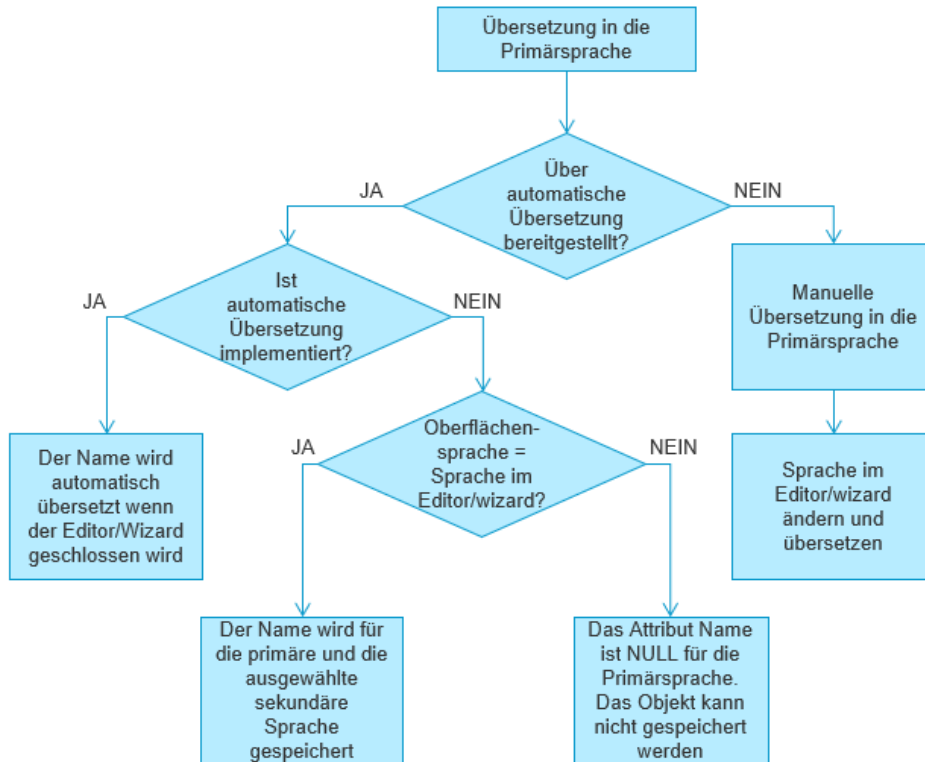 Übersetzung in die
Primärsprache
Über
automatische
Übersetzung
bereitgestellt?
JA
NEIN
Ist
automatische
Übersetzung
implementiert?
JA
NEIN
Manuelle
Übersetzung in die
Primärsprache
Der Name wird
automatisch
übersetzt wenn
der Editor/Wizard
geschlossen wird
Oberflächen-
sprache =
Sprache im
Editor/wizard?
JA
NEIN
Sprache im
Editor/wizard
ändern und
übersetzen
Der Name wird für
die primäre und die
ausgewählte
sekundäre
Sprache
gespeichert
Das Attribut Name
ist NULL für die
Primärsprache.
Das Objekt kann
nicht gespeichert
werden